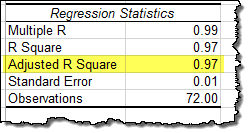 Regression Statistics
Multiple R 0.99
R Square 0.97
Adjusted R Square 0.97
Standard Error 0.01
Observations 72.00